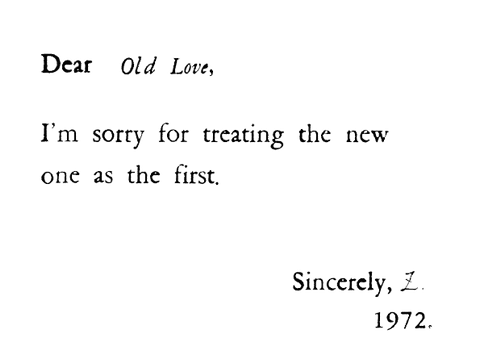 Dear Old Love,
I'm sorry for treating the new
one as the first.
Sincerely, Z.
1972.